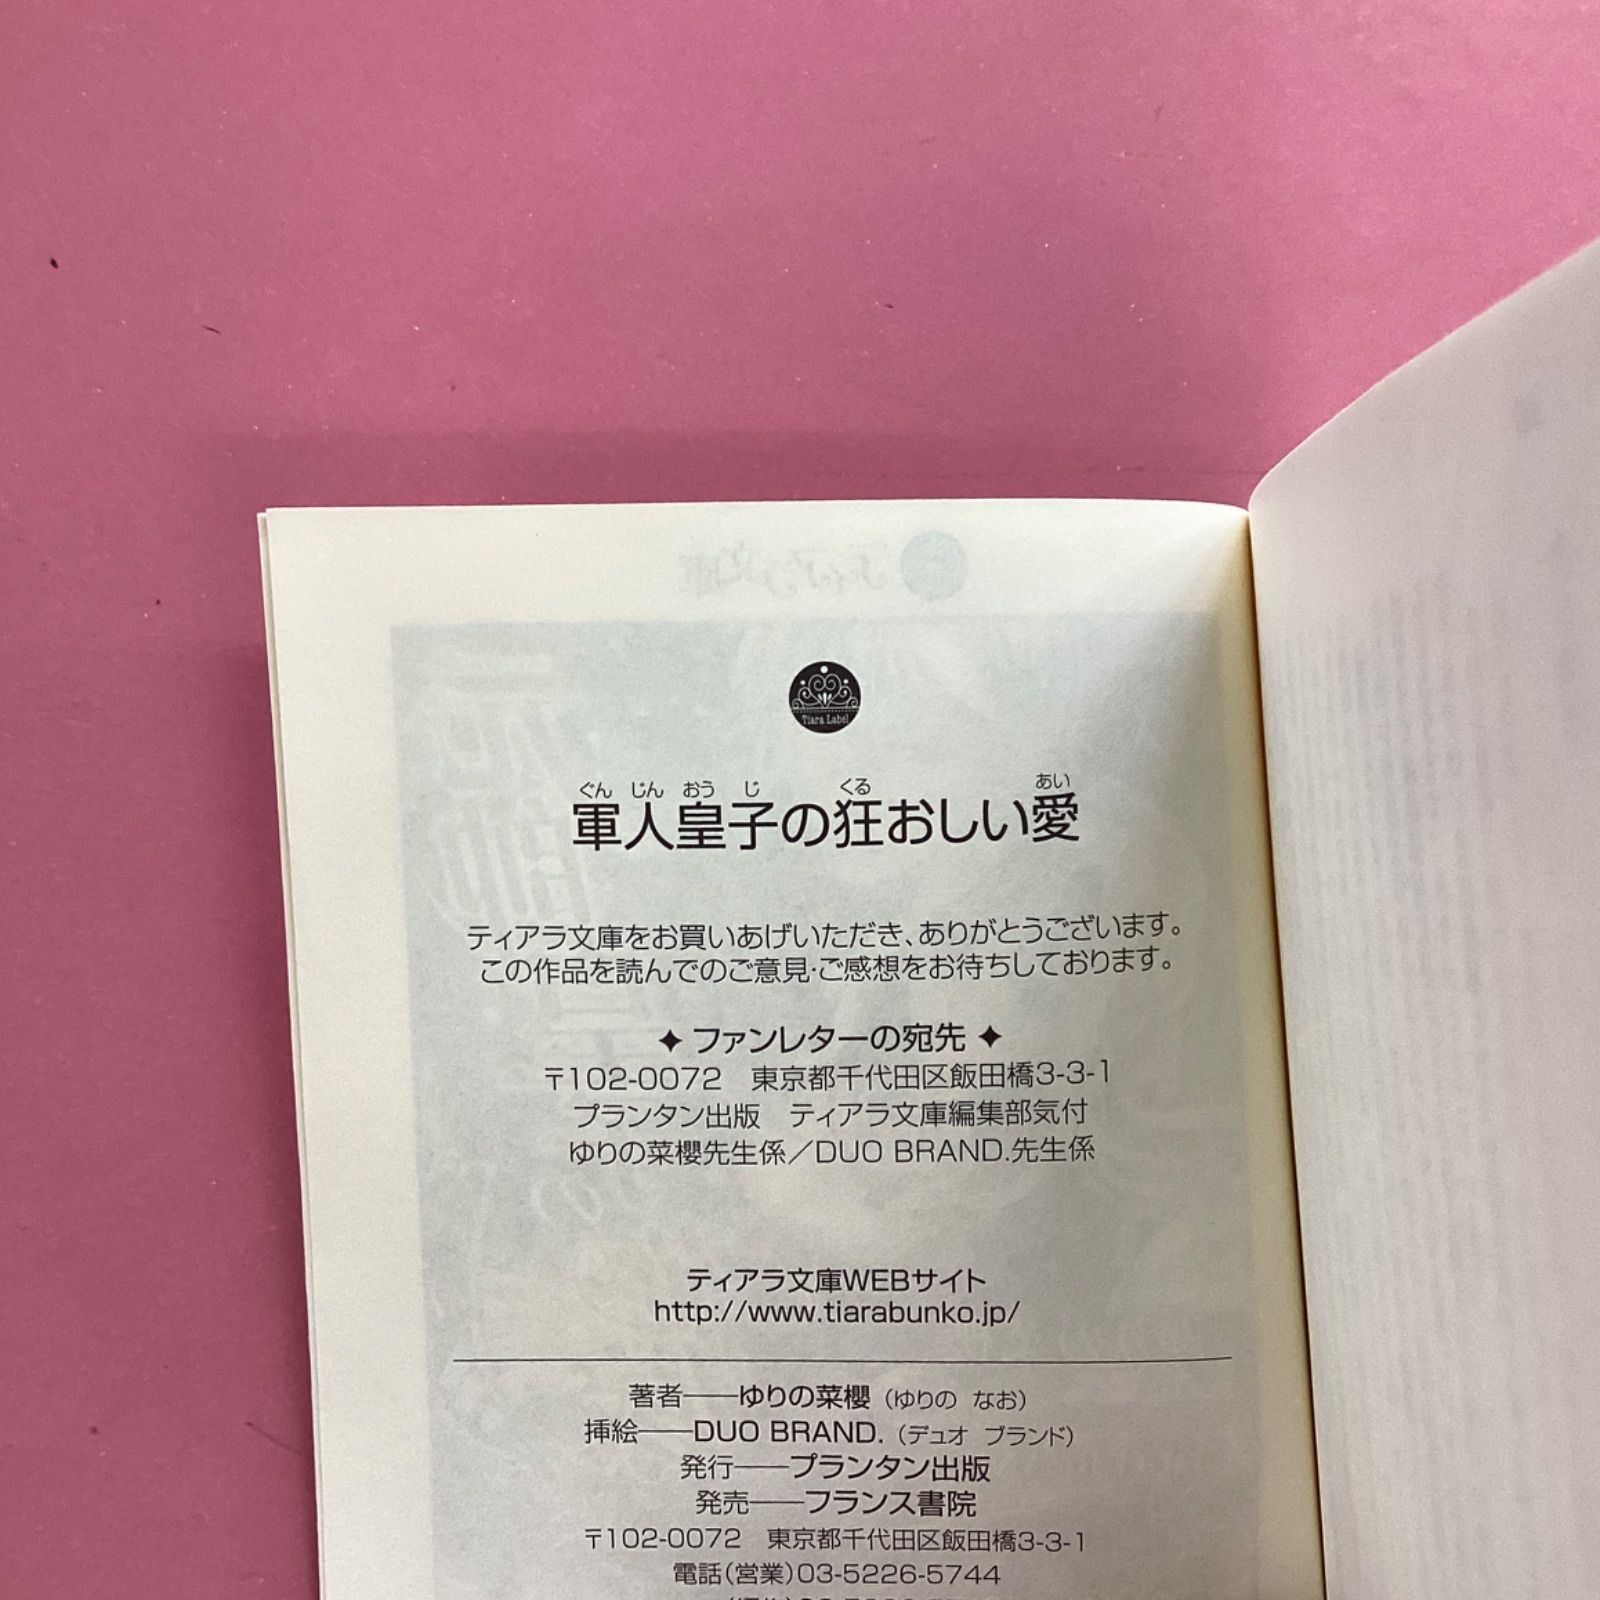 Tiara Label
軍人皇子の狂おしい愛
ぐん じん おう じ くる あい
ティアラ文庫をお買いあげいただき、ありがとうございます。
この作品を読んでのご意見・ご感想をお待ちしております。
✦ ファンレターの宛先 ✦
〒102-0072 東京都千代田区飯田橋3-3-1
プランタン出版 ティアラ文庫編集部気付
ゆりの菜櫻先生係／DUO BRAND.先生係
ティアラ文庫WEBサイト
http://www.tiarabunko.jp/
著者――ゆりの菜櫻（ゆりの なお）
挿絵――DUO BRAND.（デュオ ブランド）
発行――プランタン出版
発売――フランス書院
〒102-0072 東京都千代田区飯田橋3-3-1
電話（営業）03-5226-5744